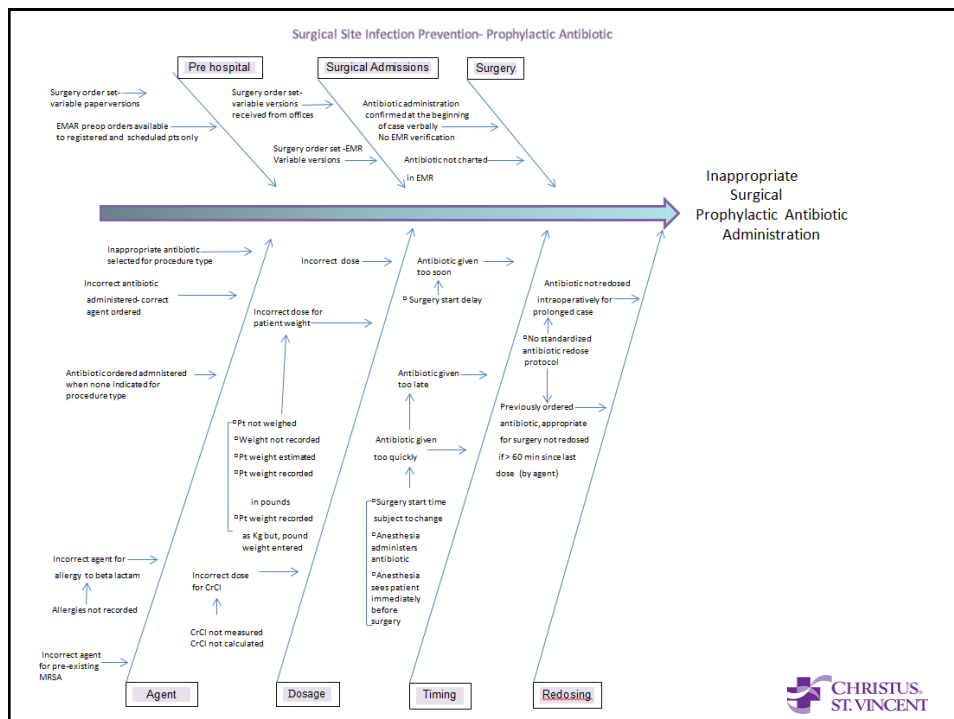 Surgical Site Infection Prevention- Prophylactic Antibiotic
Pre hospital
Surgical Admissions
Surgery
Surgery order set-
variable paper versions
EMAR preop orders available
to registered and scheduled pts only
Surgery order set-
variable versions
received from offices
Surgery order set -EMR
Variable versions
Antibiotic administration
confirmed at the beginning
of case verbally
No EMR verification
Antibiotic not charted
in EMR
Inappropriate
Surgical
Prophylactic Antibiotic
Administration
Inappropriate antibiotic
selected for procedure type
Incorrect antibiotic
administered- correct
agent ordered
Antibiotic ordered admnistered
when none indicated for
procedure type
Incorrect agent for
allergy to beta lactam
Allergies not recorded
Incorrect agent
for pre-existing
MRSA
Agent
Incorrect dose
Incorrect dose for
patient weight
Pt not weighed
Weight not recorded
Pt weight estimated
Pt weight recorded
in pounds
Pt weight recorded
as Kg but, pound
weight entered
Incorrect dose
for CrCl
CrCl not measured
CrCl not calculated
Dosage
Antibiotic given
too soon
Surgery start delay
Antibiotic given
too late
Antibiotic given
too quickly
Surgery start time
subject to change
Anesthesia
administers
antibiotic
Anesthesia
sees patient
immediately
before
surgery
Timing
Antibiotic not redosed
intraoperatively for
prolonged case
No standardized
antibiotic redose
protocol
Previously ordered
antibiotic, appropriate
for surgery not redosed
if > 60 min since last
dose (by agent)
Redosing
CHRISTUS®
ST. VINCENT